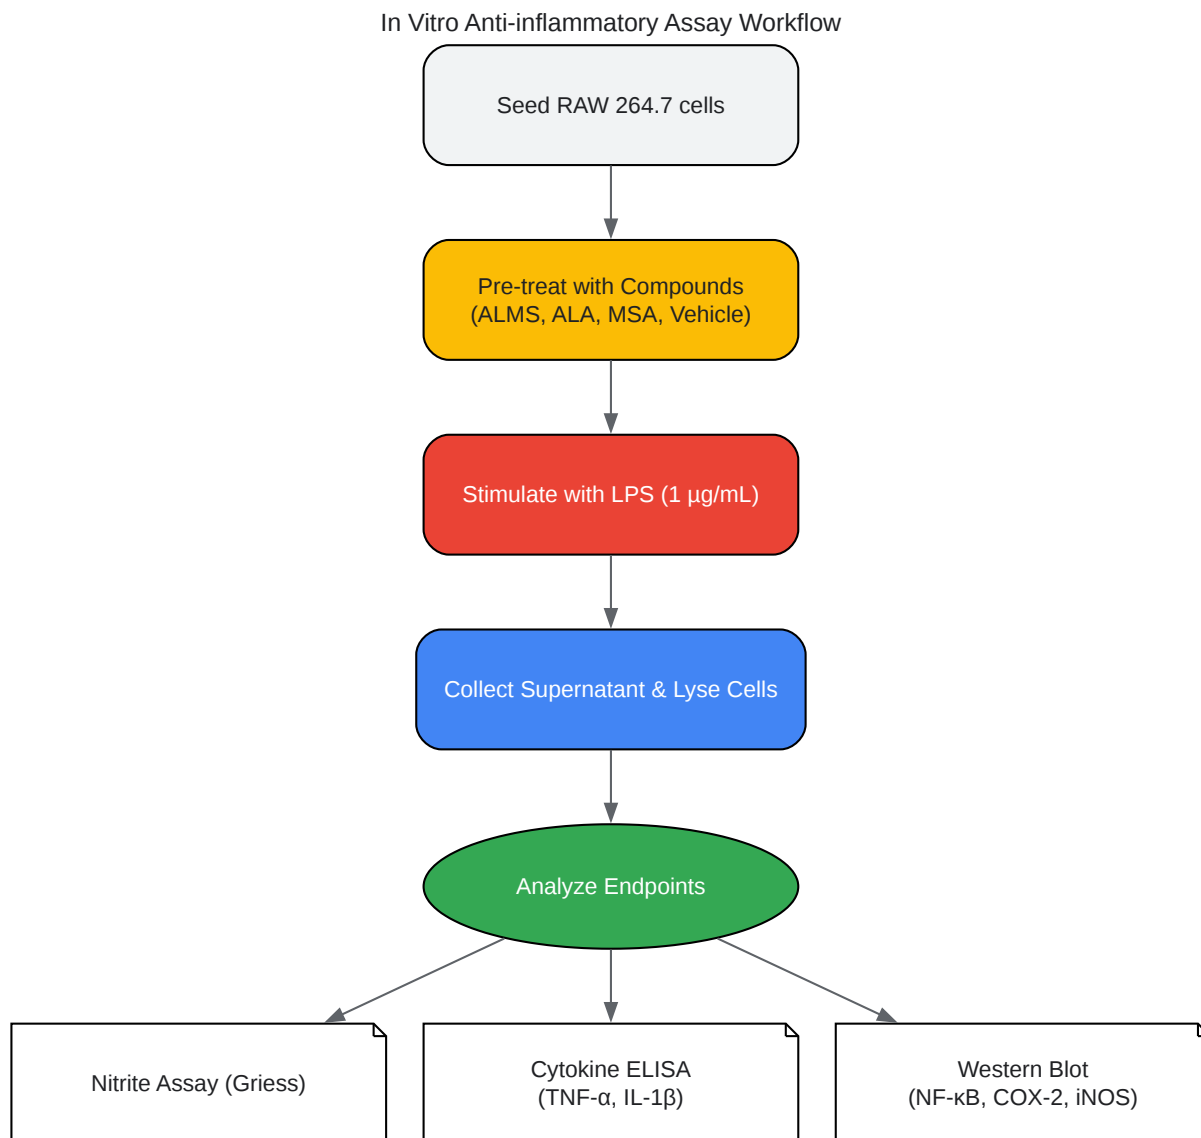 In Vitro Anti-inflammatory Assay Workflow
Seed RAW 264.7 cells
Pre-treat with Compounds
(ALMS, ALA, MSA, Vehicle)
Stimulate with LPS (1 µg/mL)
Collect Supernatant & Lyse Cells
Analyze Endpoints
Nitrite Assay (Griess)
Cytokine ELISA
(TNF-α, IL-1β)
Western Blot
(NF-κB, COX-2, iNOS)